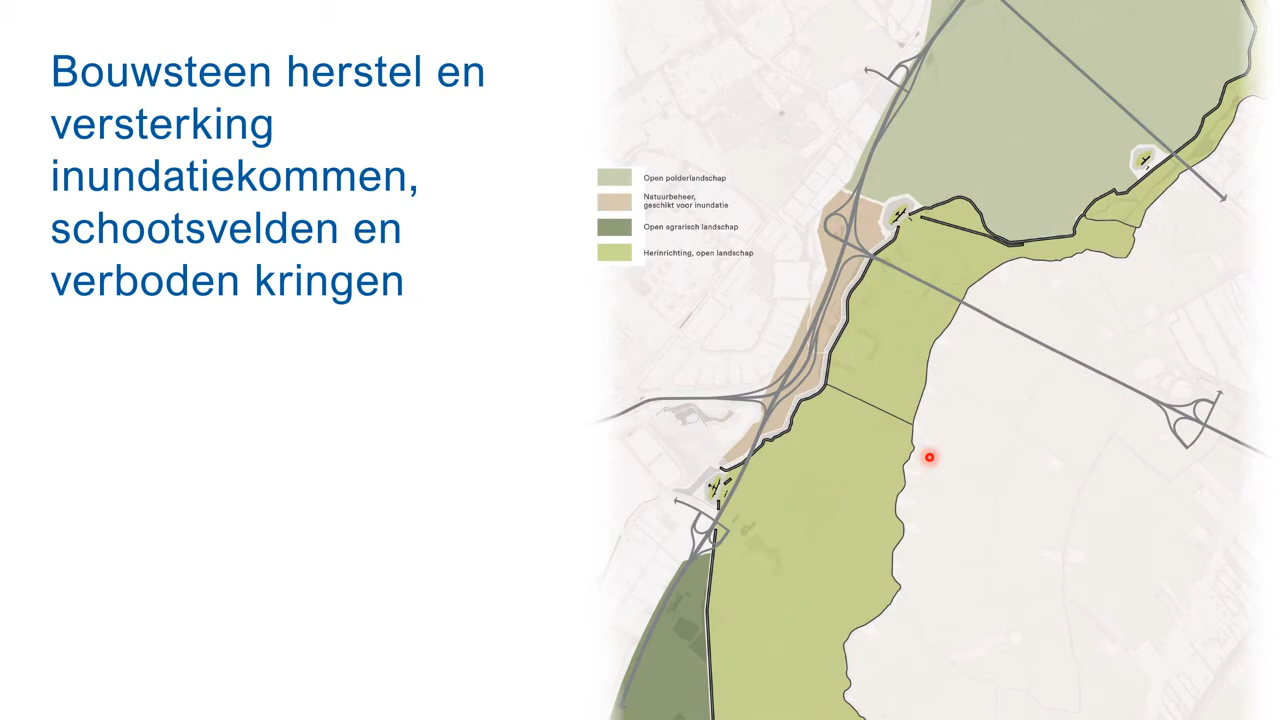 Bouwsteen herstel en
versterking
inundatiekommen,
schootsvelden en
verboden kringen
Open polderlandschap
Natuurbeheer,
geschikt voor inundatie
Open agrarisch landschap
Herinrichting, open landschap